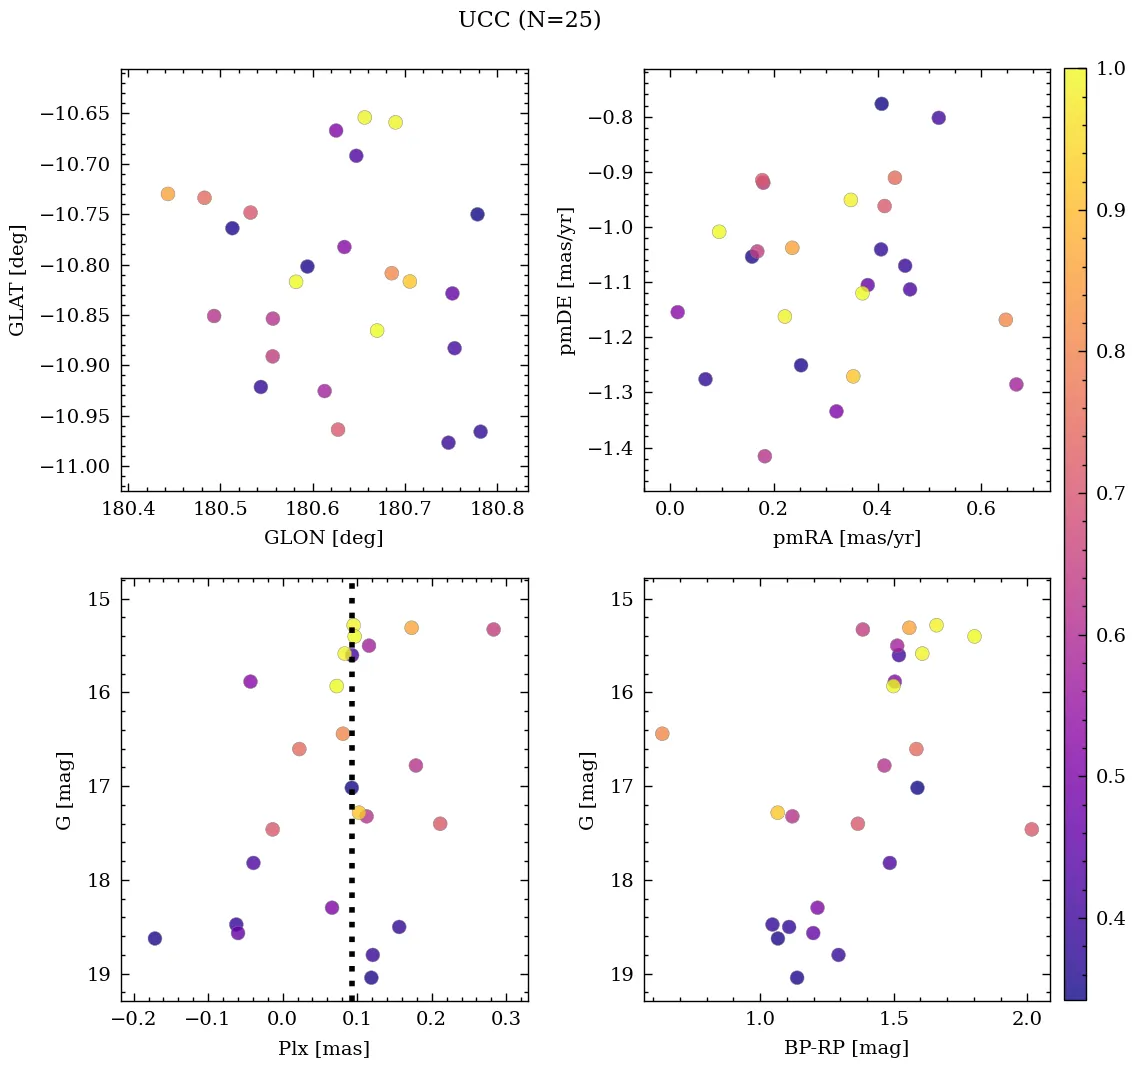 UCC (N=25)
−10.65
−10.70
−10.75
−10.80
−10.85
−10.90
−10.95
−11.00
GLAT [deg]
180.4 180.5 180.6 180.7 180.8
GLON [deg]
−0.8
−0.9
−1.0
−1.1
−1.2
−1.3
−1.4
pmDE [mas/yr]
0.0 0.2 0.4 0.6
pmRA [mas/yr]
15
16
17
18
19
G [mag]
−0.2 −0.1 0.0 0.1 0.2 0.3
Plx [mas]
15
16
17
18
19
G [mag]
1.0 1.5 2.0
BP-RP [mag]
1.0
0.9
0.8
0.7
0.6
0.5
0.4